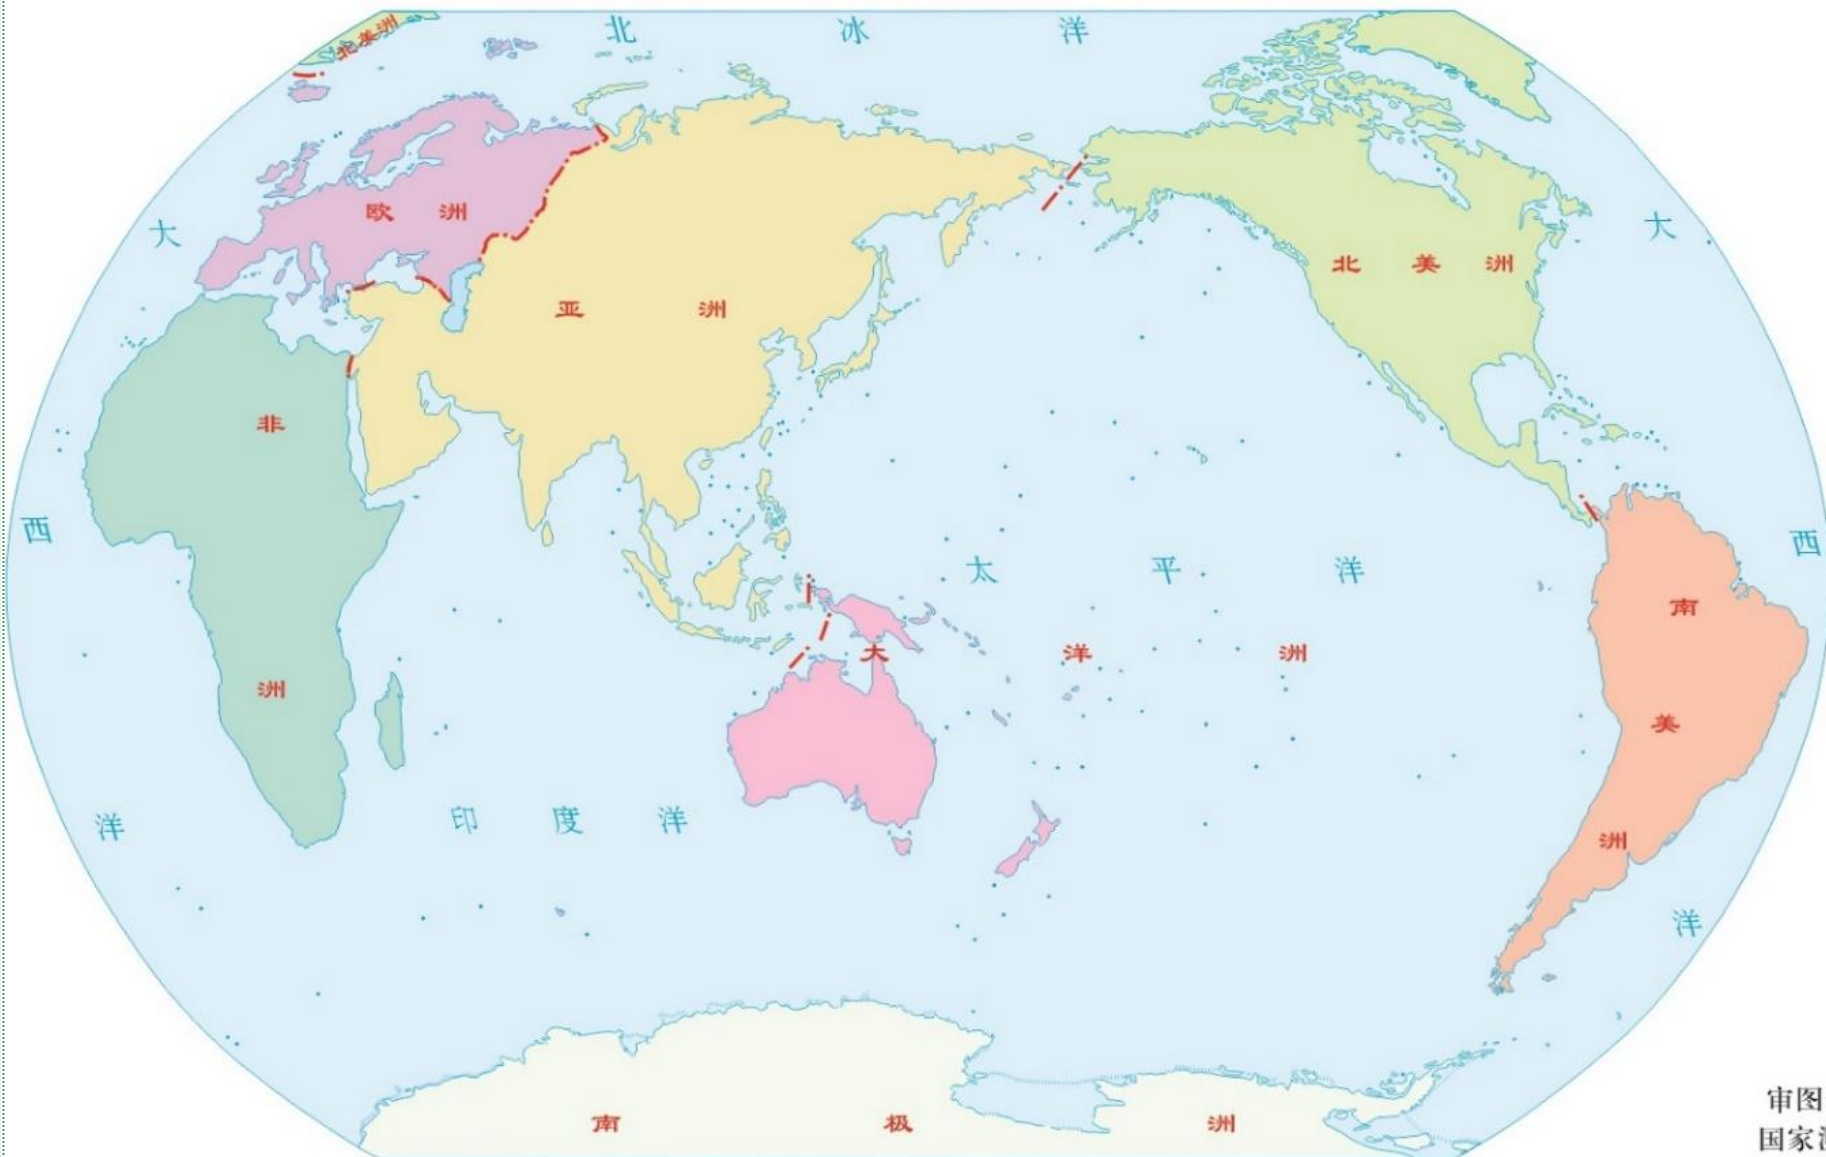 北美洲
北冰洋
欧洲
大
大
北美洲
亚洲
非
西
西
太平洋
南
大洋洲
洲
美
印度洋
洋
洲
洋
南极洲
审图
国家